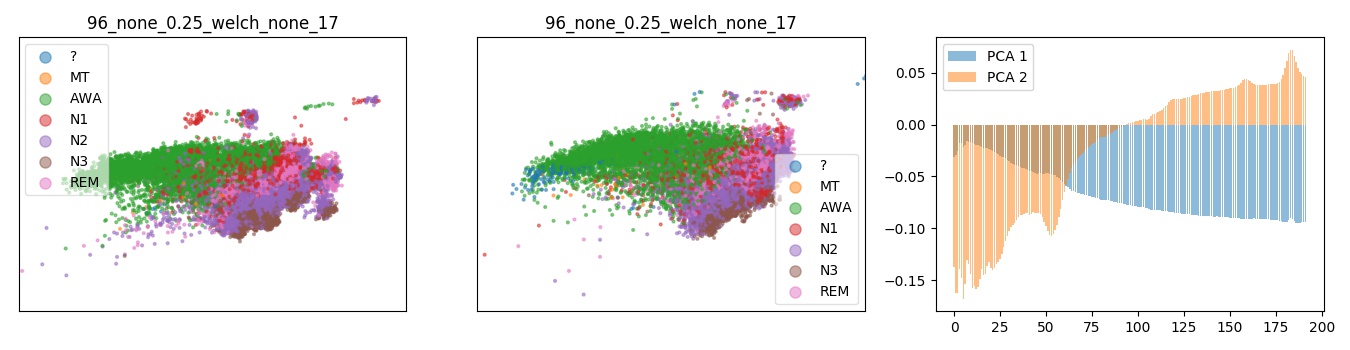 96_none_0.25_welch_none_17
?
MT
AWA
N1
N2
N3
REM
96_none_0.25_welch_none_17
?
MT
AWA
N1
N2
N3
REM
PCA 1
PCA 2
0.05
0.00
−0.05
−0.10
−0.15
0 25 50 75 100 125 150 175 200